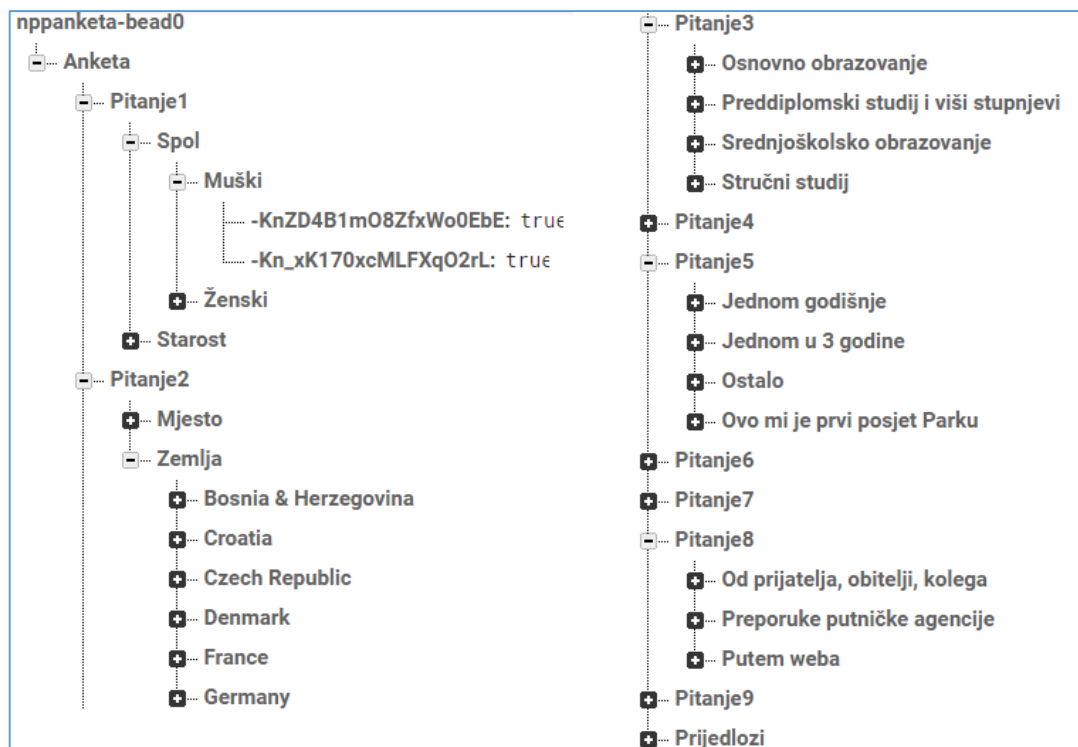 nppanketa-bead0
Anketa
Pitanje1
Spol
Muški
-KnZD4B1mO8ZfxWo0EbE: true
-Kn_xK170xcMLFXqO2rL: true
Ženski
Starost
Pitanje2
Mjesto
Zemlja
Bosnia & Herzegovina
Croatia
Czech Republic
Denmark
France
Germany
Pitanje3
Osnovno obrazovanje
Preddiplomski studij i viši stupnjevi
Srednjoškolsko obrazovanje
Stručni studij
Pitanje4
Pitanje5
Jednom godišnje
Jednom u 3 godine
Ostalo
Ovo mi je prvi posjet Parku
Pitanje6
Pitanje7
Pitanje8
Od prijatelja, obitelji, kolega
Preporuke putničke agencije
Putem weba
Pitanje9
Prijedlozi